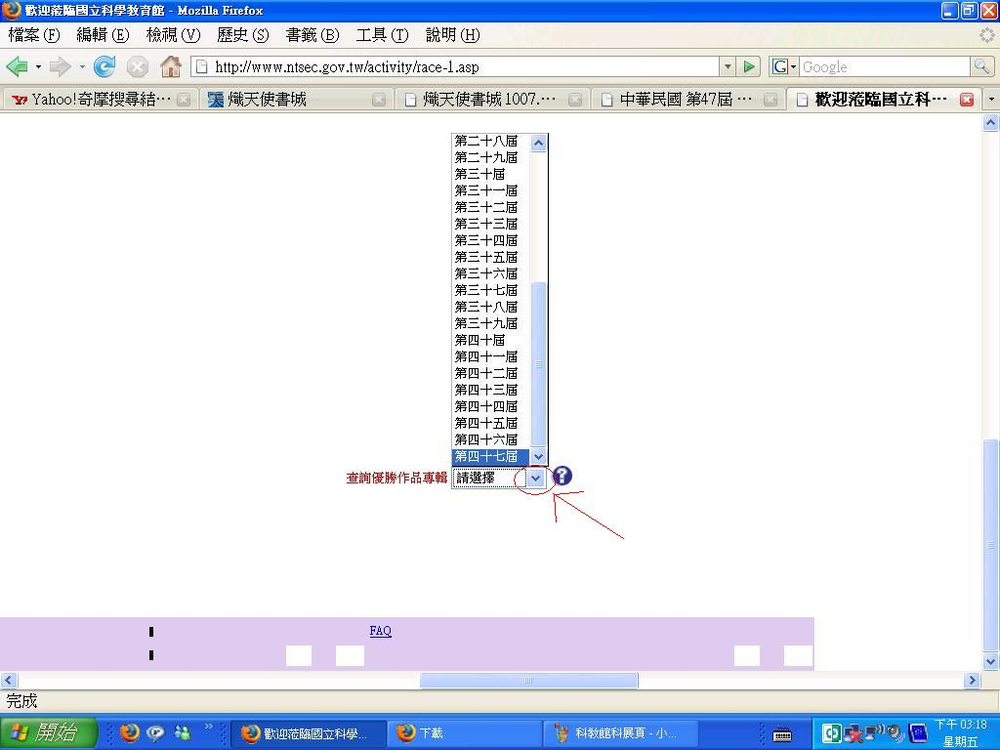 歡迎蒞臨國立科學教育館 - Mozilla Firefox
檔案(F) 編輯(E) 檢視(V) 歷史(S) 書籤(B) 工具(T) 說明(H)
http://www.ntsec.gov.tw/activity/race-1.asp
G Google
Yahoo!奇摩搜尋結… 熾天使書城 熾天使書城 1007.… 中華民國 第47屆 … 歡迎蒞臨國立科…
第二十八屆
第二十九屆
第三十屆
第三十一屆
第三十二屆
第三十三屆
第三十四屆
第三十五屆
第三十六屆
第三十七屆
第三十八屆
第三十九屆
第四十屆
第四十一屆
第四十二屆
第四十三屆
第四十四屆
第四十五屆
第四十六屆
第四十七屆
查詢優勝作品專輯 請選擇 ?
FAQ
完成
開始 歡迎蒞臨國立科學... 下載 科教館科展頁 - 小... 下午 03:18
星期五